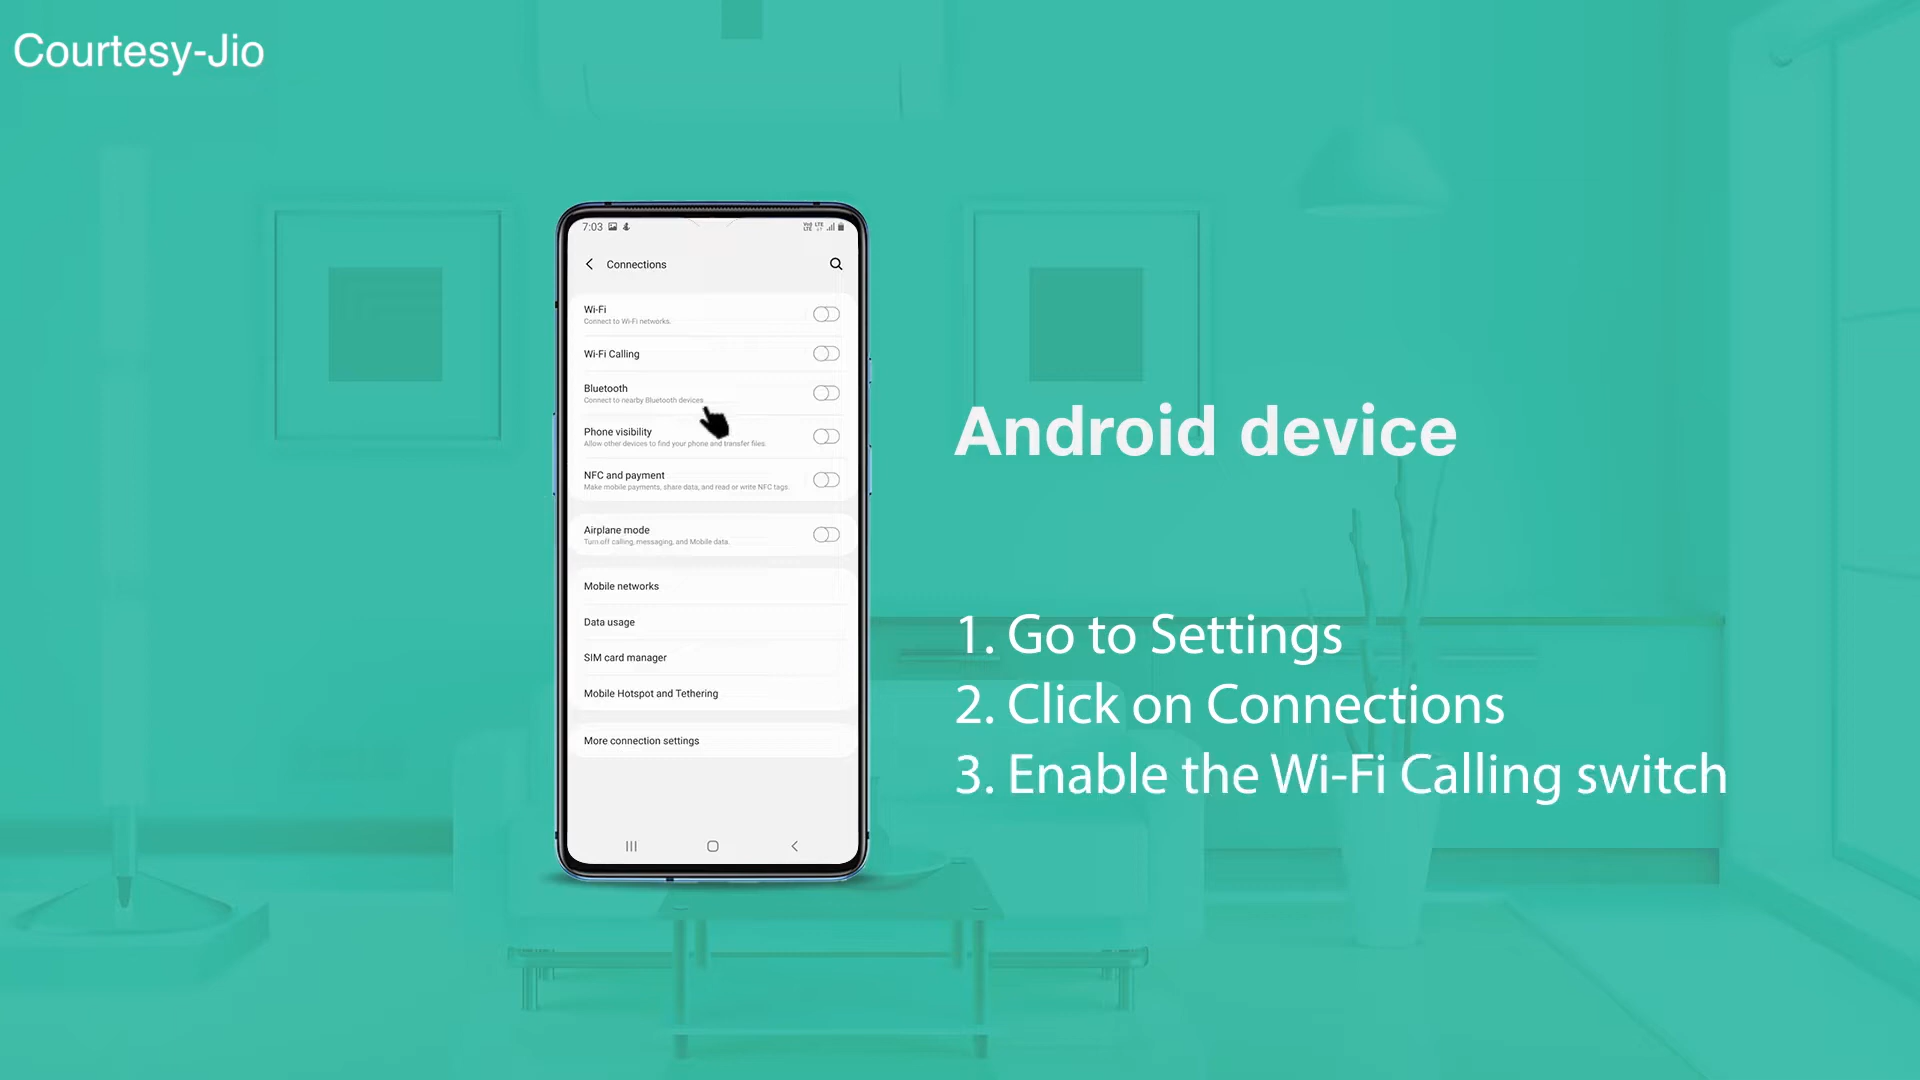 Courtesy-Jio
7:03
Connections
Wi-Fi
Connect to Wi-Fi networks.
Wi-Fi Calling
Bluetooth
Connect to nearby Bluetooth devices
Phone visibility
Allow other devices to find your phone and transfer files.
NFC and payment
Make mobile payments, share data, and read or write NFC tags.
Airplane mode
Turn off calling, messaging, and Mobile data.
Mobile networks
Data usage
SIM card manager
Mobile Hotspot and Tethering
More connection settings
Android device
1. Go to Settings
2. Click on Connections
3. Enable the Wi-Fi Calling switch